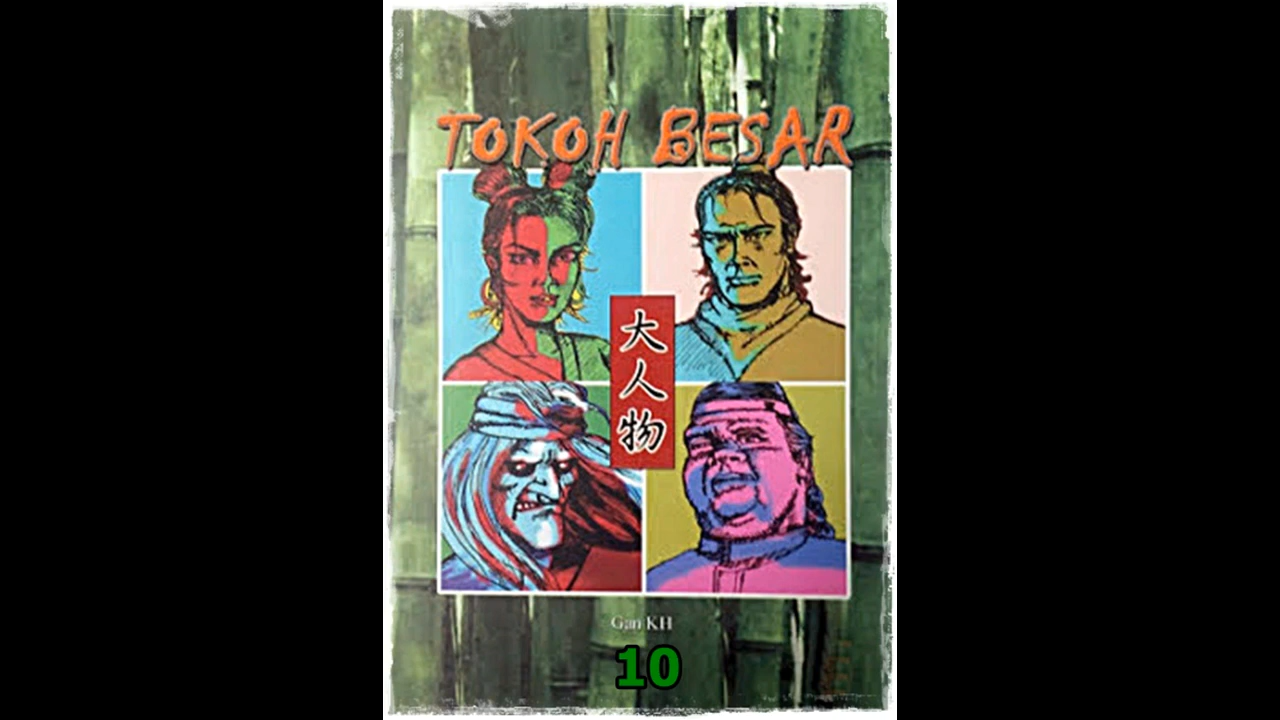 TOKOH BESAR
大
人
物
Gan KH
10